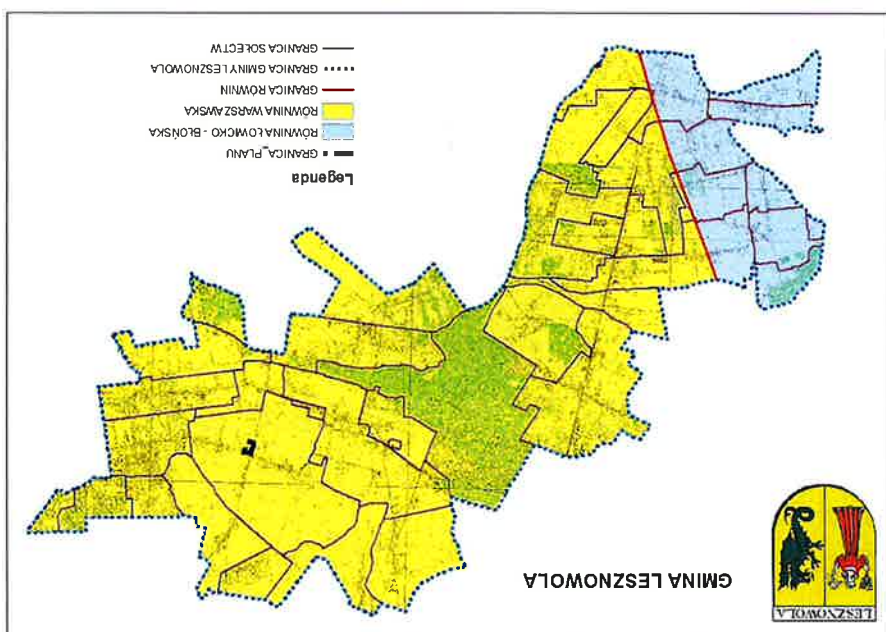 LESZNOWOLA
GMINA LESZNOWOLA
Legenda
GRANICA_PLANU
RÓWNINA ŁOWICKO - BŁOŃSKA
RÓWNINA WARSZAWSKA
GRANICA RÓWNIN
GRANICA GMINY LESZNOWOLA
GRANICA SOŁECTW